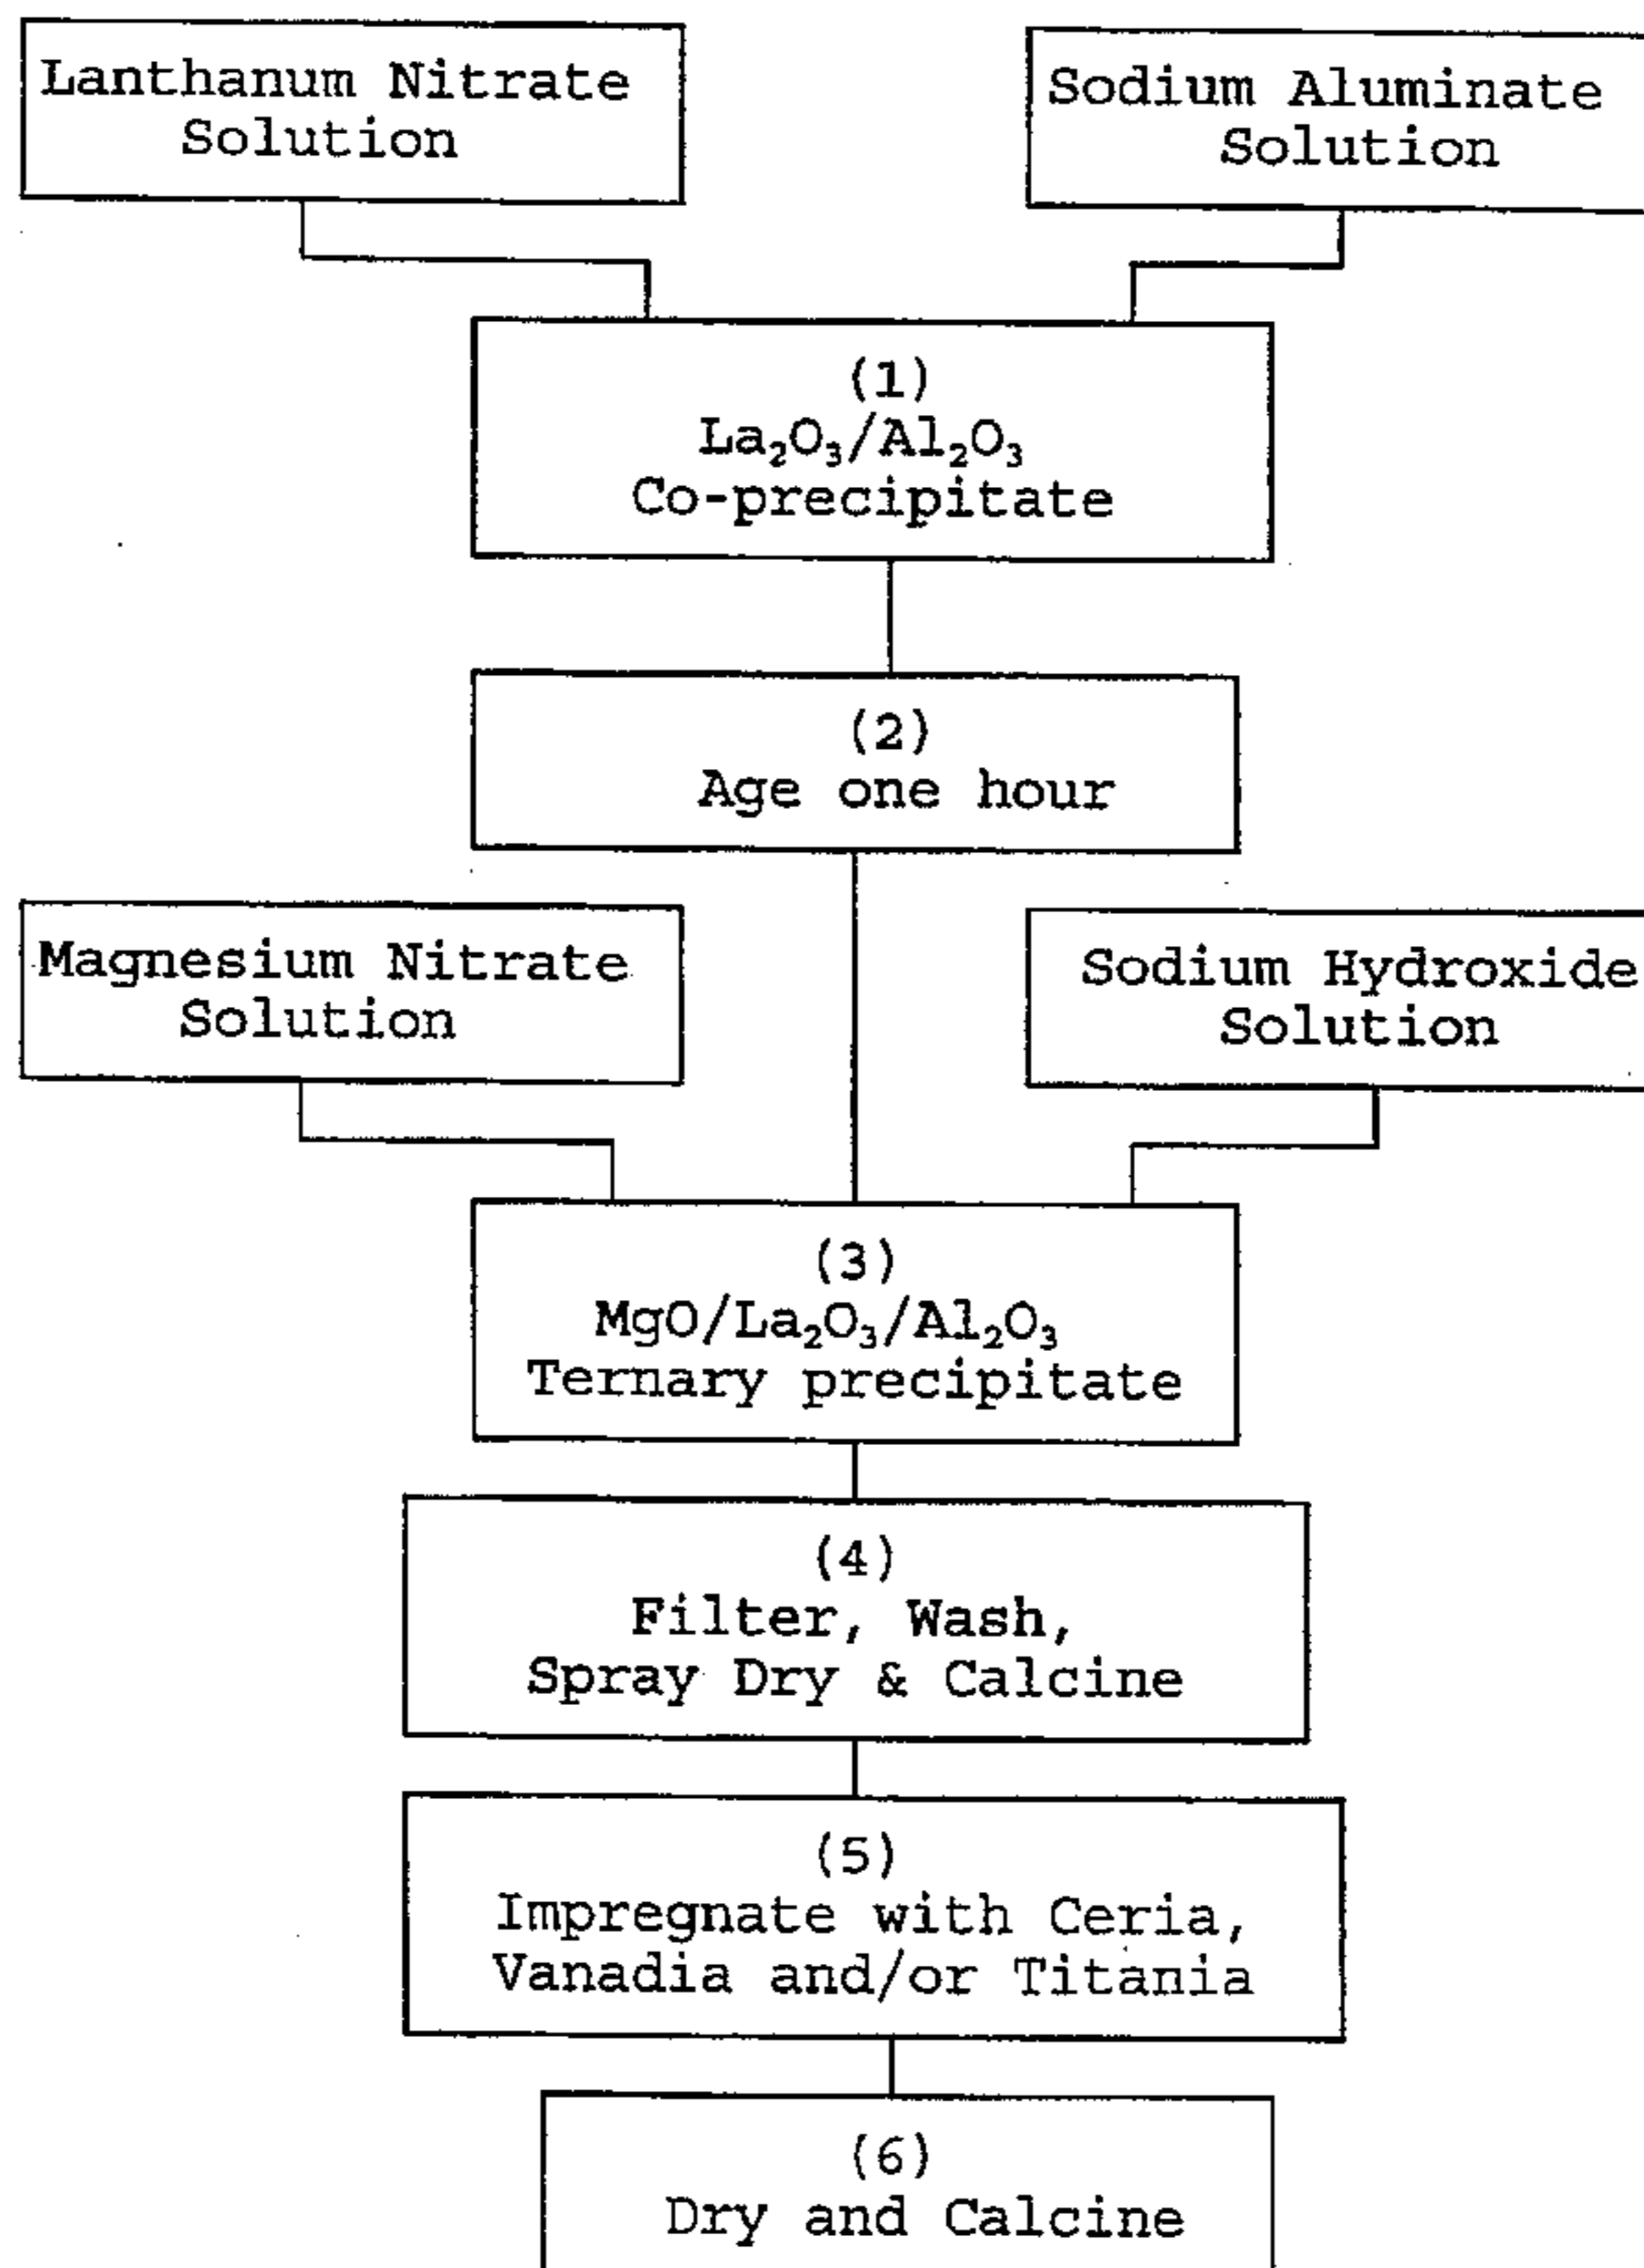 Lanthanum Nitrate
Solution
Sodium Aluminate
Solution
(1)
La₂O₃/Al₂O₃
Co-precipitate
(2)
Age one hour
Magnesium Nitrate
Solution
Sodium Hydroxide
Solution
(3)
MgO/La₂O₃/Al₂O₃
Ternary precipitate
(4)
Filter, Wash,
Spray Dry & Calcine
(5)
Impregnate with Ceria,
Vanadia and/or Titania
(6)
Dry and Calcine